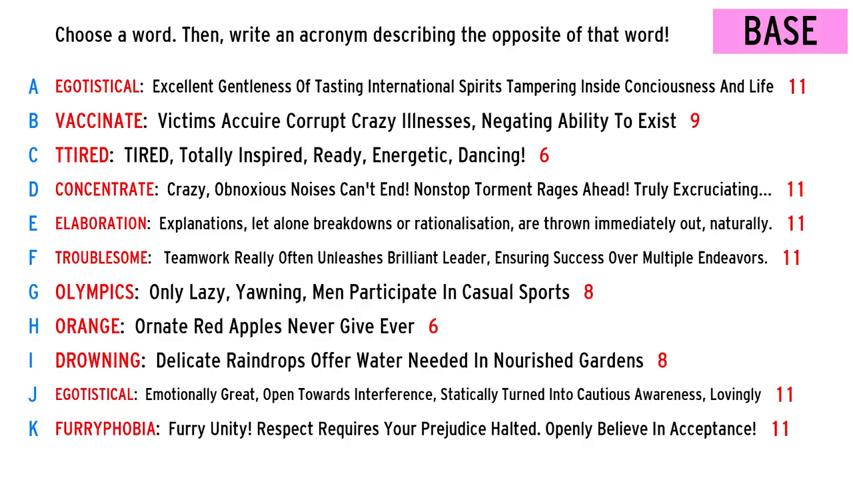 Choose a word. Then, write an acronym describing the opposite of that word!
BASE
A EGOTISTICAL: Excellent Gentleness Of Tasting International Spirits Tampering Inside Conciousness And Life 11
B VACCINATE: Victims Accuire Corrupt Crazy Illnesses, Negating Ability To Exist 9
C TTIRED: TIRED, Totally Inspired, Ready, Energetic, Dancing! 6
D CONCENTRATE: Crazy, Obnoxious Noises Can't End! Nonstop Torment Rages Ahead! Truly Excruciating... 11
E ELABORATION: Explanations, let alone breakdowns or rationalisation, are thrown immediately out, naturally. 11
F TROUBLESOME: Teamwork Really Often Unleashes Brilliant Leader, Ensuring Success Over Multiple Endeavors. 11
G OLYMPICS: Only Lazy, Yawning, Men Participate In Casual Sports 8
H ORANGE: Ornate Red Apples Never Give Ever 6
I DROWNING: Delicate Raindrops Offer Water Needed In Nourished Gardens 8
J EGOTISTICAL: Emotionally Great, Open Towards Interference, Statically Turned Into Cautious Awareness, Lovingly 11
K FURRYPHOBIA: Furry Unity! Respect Requires Your Prejudice Halted. Openly Believe In Acceptance! 11